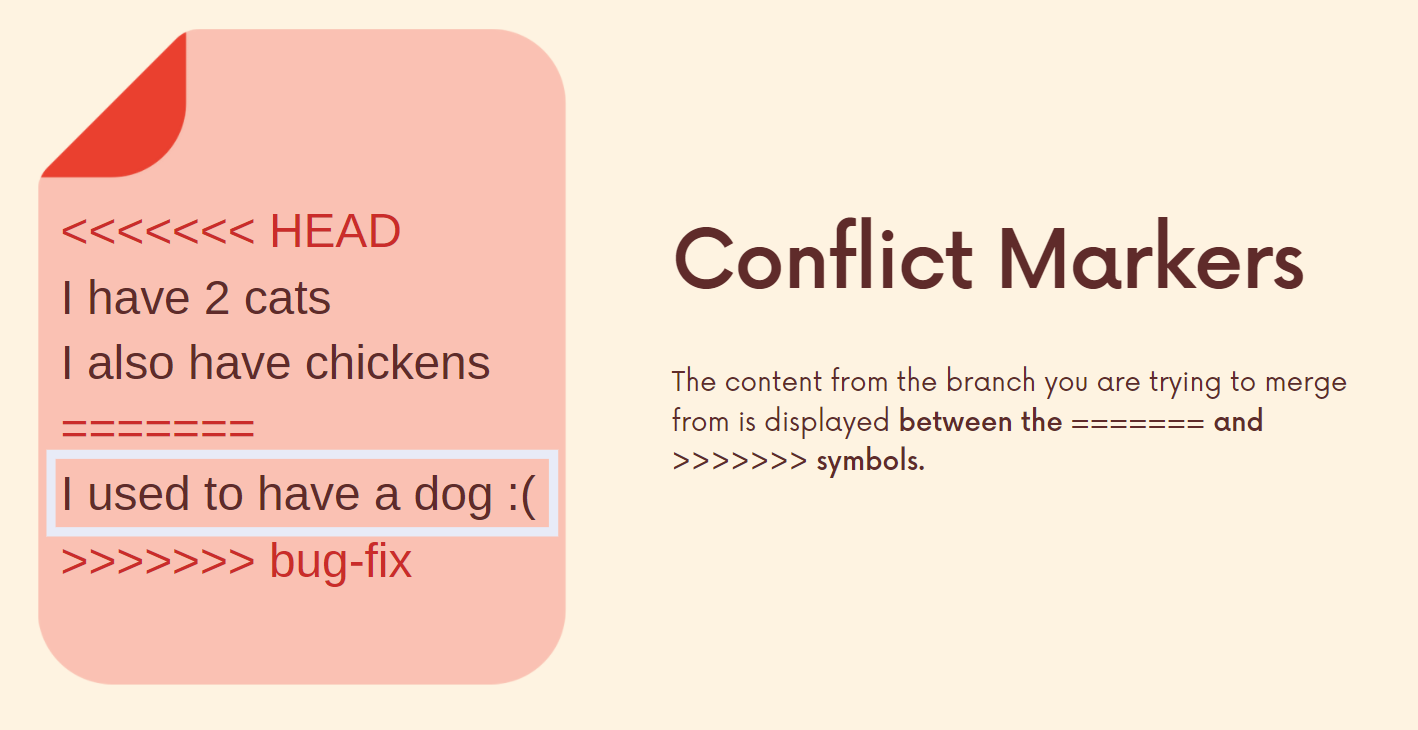 <<<<<<< HEAD
I have 2 cats
I also have chickens
=======
I used to have a dog :(
>>>>>>> bug-fix
Conflict Markers
The content from the branch you are trying to merge
from is displayed between the ======= and
>>>>>>> symbols.